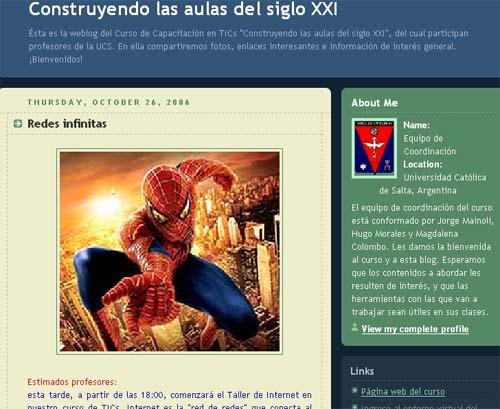 Construyendo las aulas del siglo XXI
Ésta es la weblog del Curso de Capacitación en TICs "Construyendo las aulas del siglo XXI", del cual participan
profesores de la UCS. En ella compartiremos fotos, enlaces interesantes e información de interés general.
¡Bienvenidos!
THURSDAY, OCTOBER 26, 2006
Redes infinitas
Estimados profesores:
esta tarde, a partir de las 18:00, comenzará el Taller de Internet en
nuestro curso de TICs. Internet es la "red de redes" que conecta al
About Me
Name:
Equipo de
Coordinación
Location:
Universidad Católica
de Salta, Argentina
El equipo de coordinación del curso
está conformado por Jorge Mainoli,
Hugo Morales y Magdalena
Colombo. Les damos la bienvenida
al curso y a esta blog. Esperamos
que los contenidos a abordar les
resulten de interés, y que las
herramientas con las que van a
trabajar sean útiles en sus clases.
View my complete profile
Links
Página web del curso
Ingreso al entorno virtual del